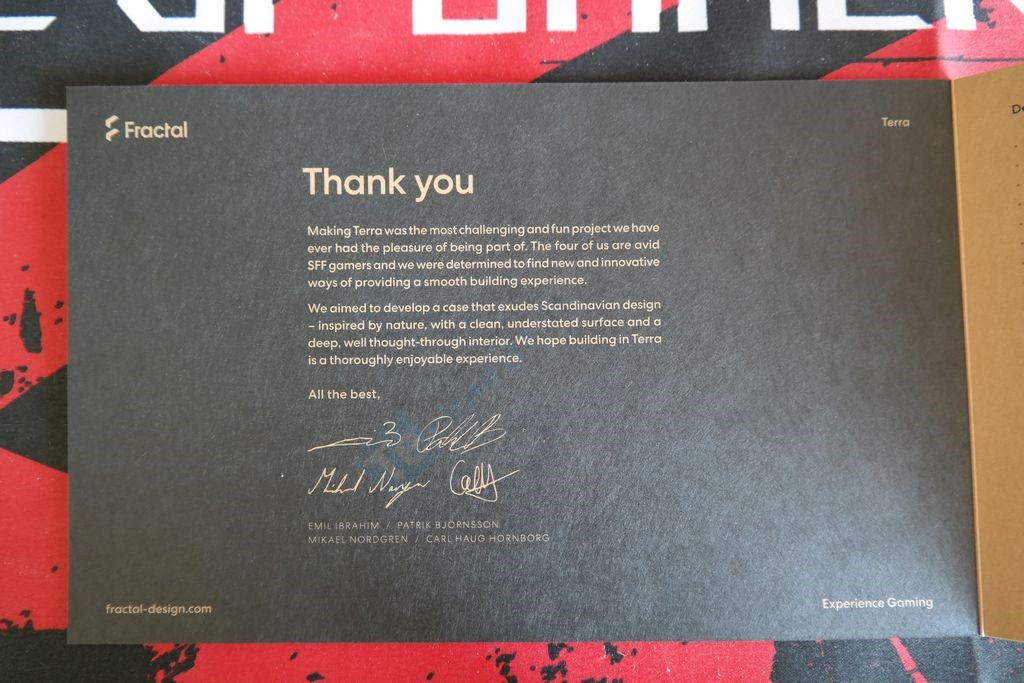 Fractal
Terra
Thank you
Making Terra was the most challenging and fun project we have
ever had the pleasure of being part of. The four of us are avid
SFF gamers and we were determined to find new and innovative
ways of providing a smooth building experience.
We aimed to develop a case that exudes Scandinavian design
– inspired by nature, with a clean, understated surface and a
deep, well thought-through interior. We hope building in Terra
is a thoroughly enjoyable experience.
All the best,
EMIL IBRAHIM / PATRIK BJÖRNSSON
MIKAEL NORDGREN / CARL HAUG HORNBORG
fractal-design.com
Experience Gaming